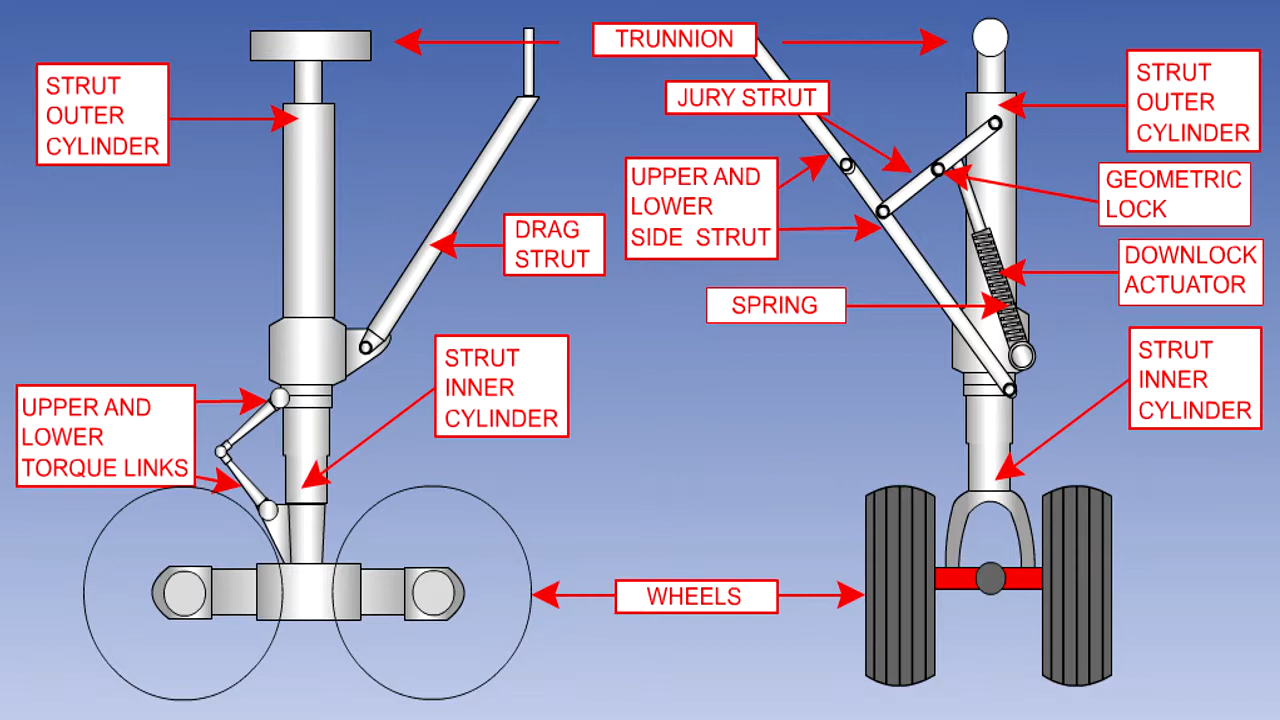 TRUNNION
STRUT
OUTER
CYLINDER
JURY STRUT
STRUT
OUTER
CYLINDER
UPPER AND
LOWER
SIDE STRUT
GEOMETRIC
LOCK
DRAG
STRUT
DOWNLOCK
ACTUATOR
SPRING
STRUT
INNER
CYLINDER
STRUT
INNER
CYLINDER
UPPER AND
LOWER
TORQUE LINKS
WHEELS